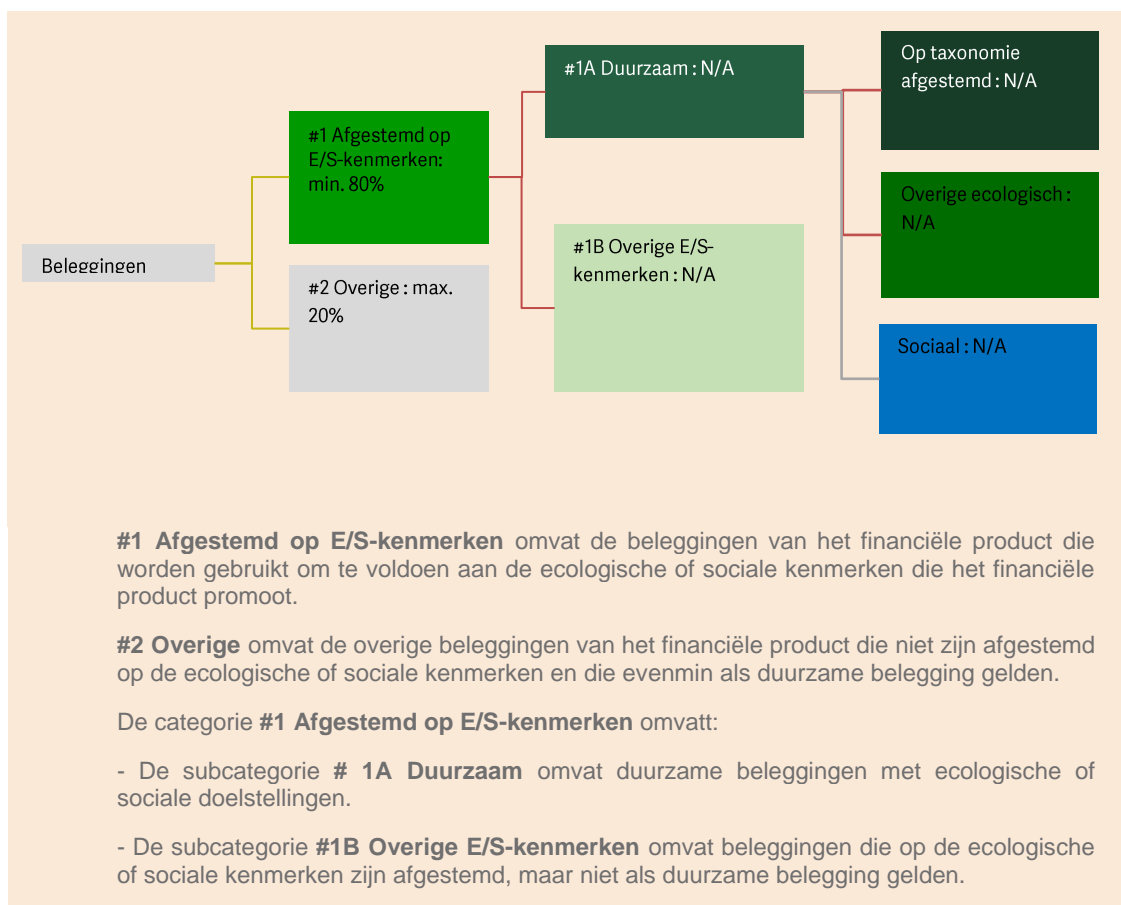 Beleggingen
#1 Afgestemd op
E/S-kenmerken:
min. 80%
#2 Overige : max.
20%
#1A Duurzaam : N/A
#1B Overige E/S-
kenmerken : N/A
Op taxonomie
afgestemd : N/A
Overige ecologisch :
N/A
Sociaal : N/A
#1 Afgestemd op E/S-kenmerken omvat de beleggingen van het financiële product die
worden gebruikt om te voldoen aan de ecologische of sociale kenmerken die het financiële
product promoot.
#2 Overige omvat de overige beleggingen van het financiële product die niet zijn afgestemd
op de ecologische of sociale kenmerken en die evenmin als duurzame belegging gelden.
De categorie #1 Afgestemd op E/S-kenmerken omvatt:
- De subcategorie # 1A Duurzaam omvat duurzame beleggingen met ecologische of
sociale doelstellingen.
- De subcategorie #1B Overige E/S-kenmerken omvat beleggingen die op de ecologische
of sociale kenmerken zijn afgestemd, maar niet als duurzame belegging gelden.